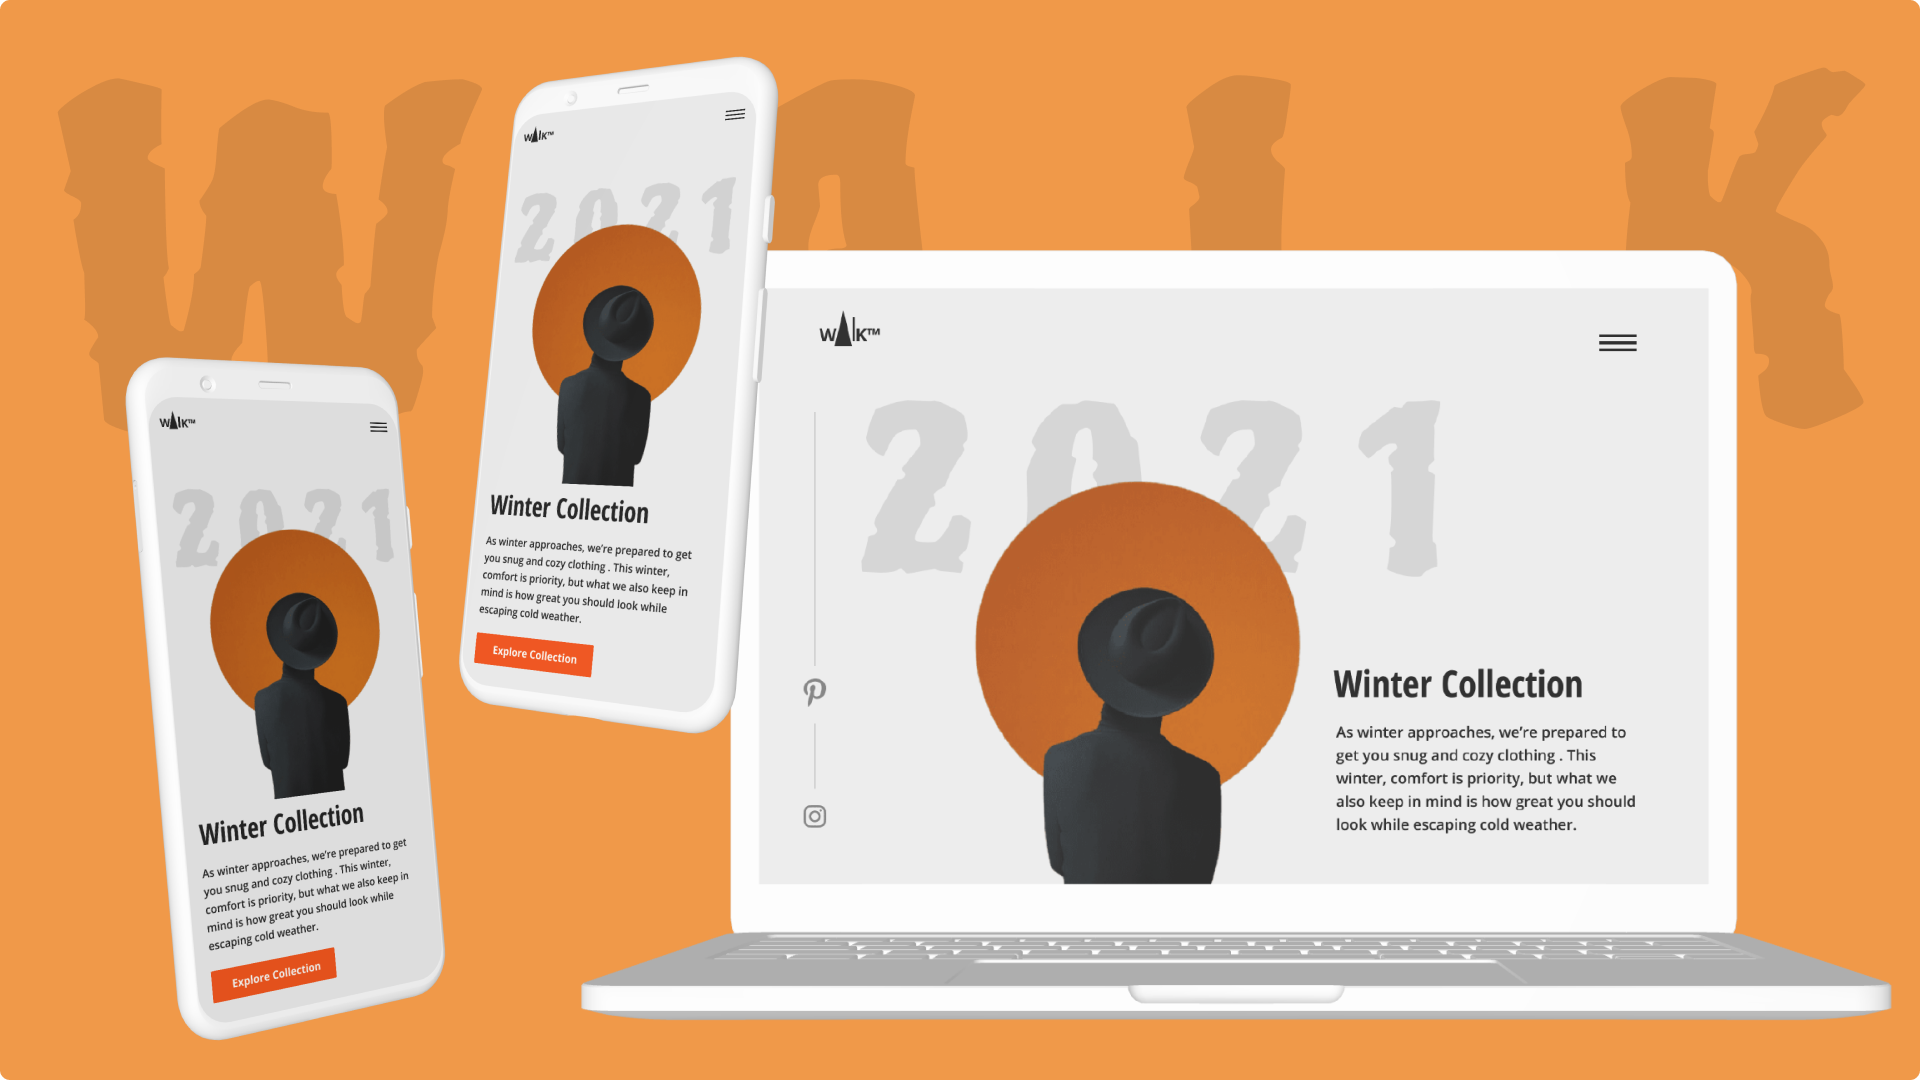 WALK
WALK™
2021
Winter Collection
As winter approaches, we're prepared to get
you snug and cozy clothing . This winter,
comfort is priority, but what we also keep in
mind is how great you should look while
escaping cold weather.
Explore Collection
WALK™
2021
Winter Collection
As winter approaches, we're prepared to get
you snug and cozy clothing . This winter,
comfort is priority, but what we also keep in
mind is how great you should look while
escaping cold weather.
Explore Collection
WALK™
2021
Winter Collection
As winter approaches, we're prepared to
get you snug and cozy clothing . This
winter, comfort is priority, but what we
also keep in mind is how great you should
look while escaping cold weather.